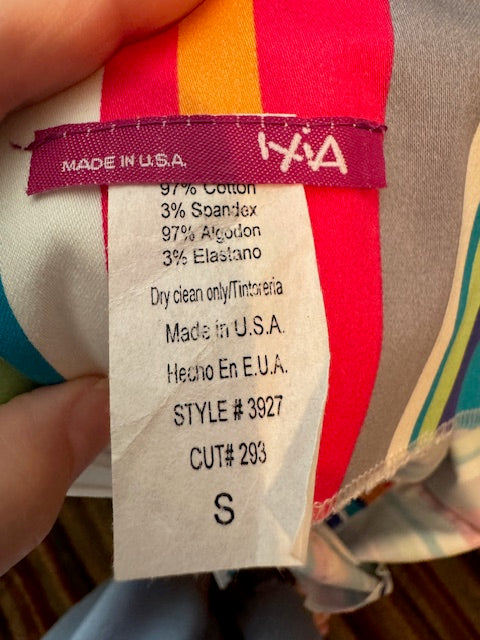 MADE IN U.S.A. IXiA
97% Cotton
3% Spandex
97% Algodon
3% Elastano
Dry clean only/Tintoreria
Made in U.S.A.
Hecho En E.U.A.
STYLE # 3927
CUT# 293
S